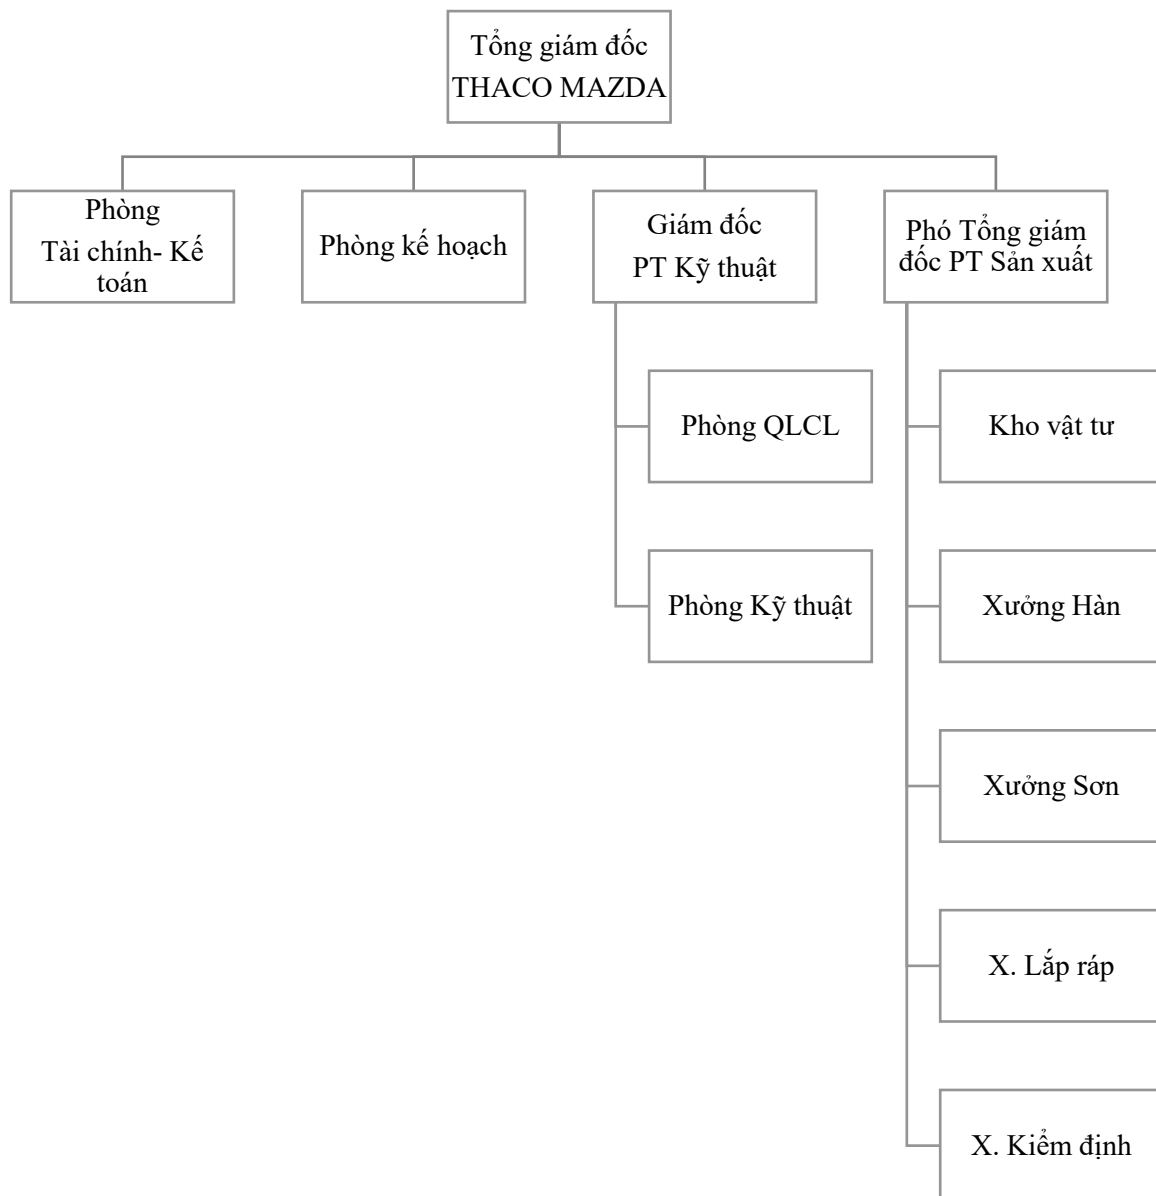 Tổng giám đốc
THACO MAZDA
Phòng
Tài chính- Kế
toán
Phòng kế hoạch
Giám đốc
PT Kỹ thuật
Phó Tổng giám
đốc PT Sản xuất
Phòng QLCL
Kho vật tư
Phòng Kỹ thuật
Xưởng Hàn
Xưởng Sơn
X. Lắp ráp
X. Kiểm định